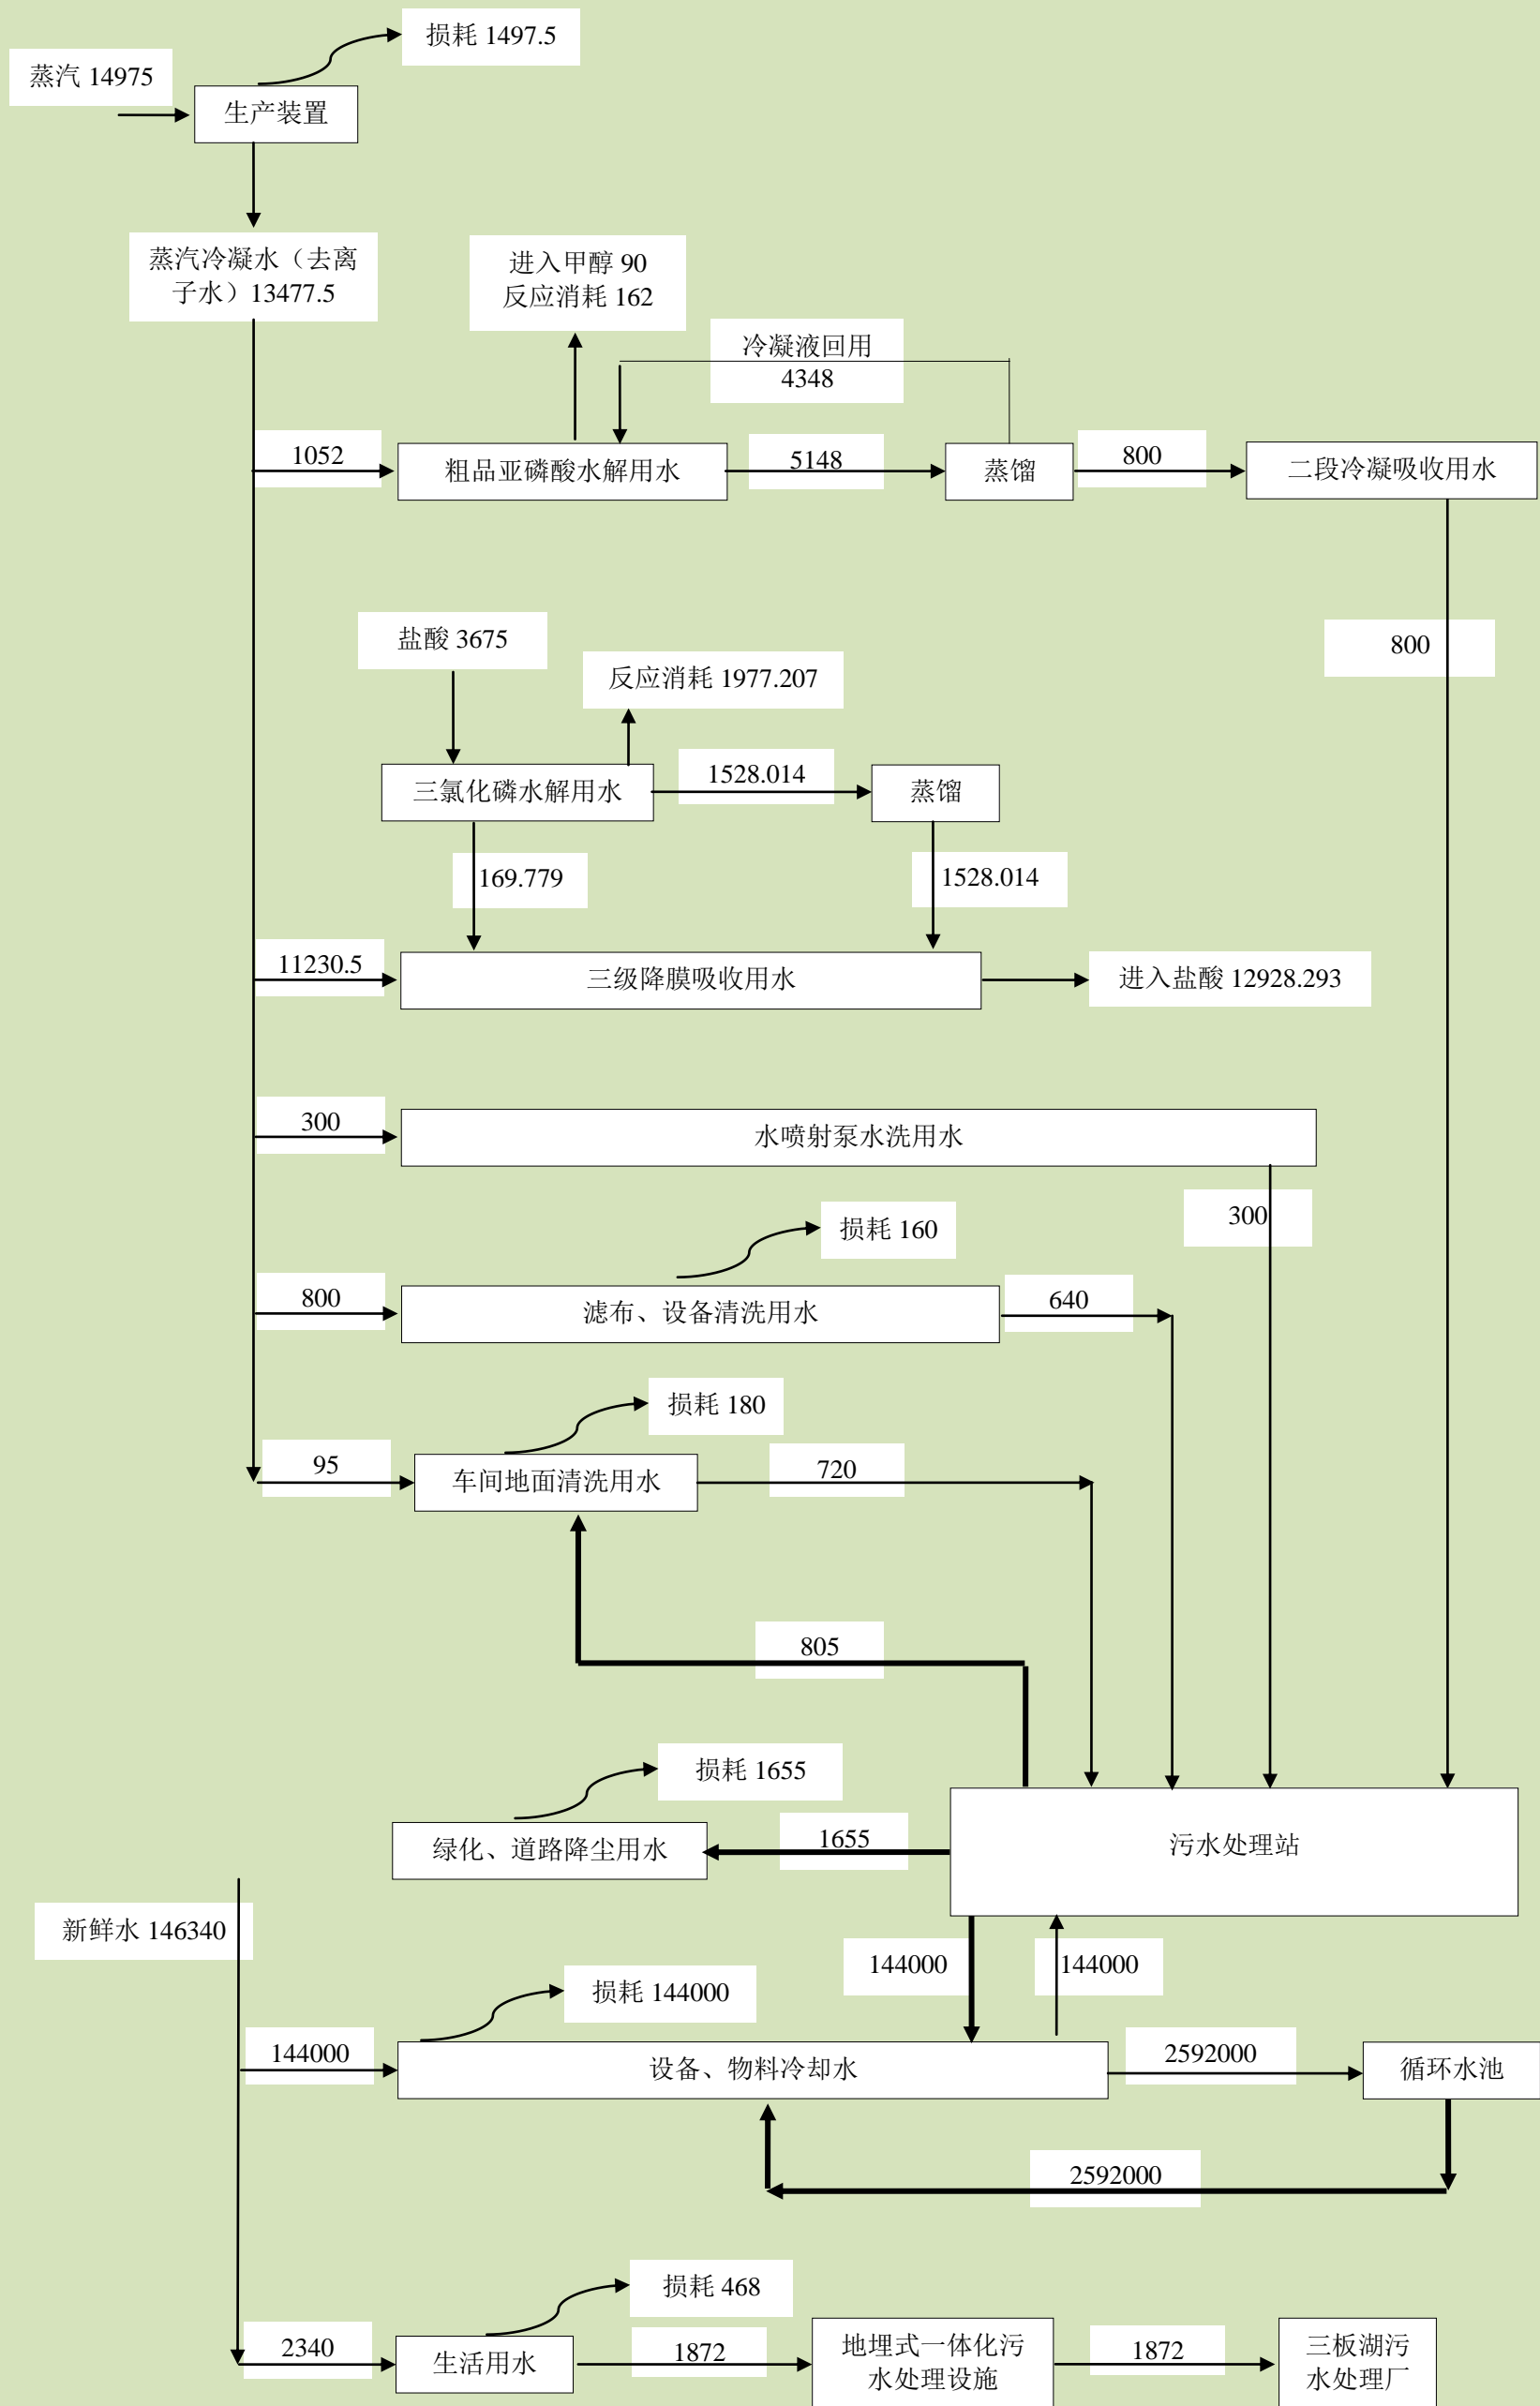 损耗 1497.5
蒸汽 14975
生产装置
蒸汽冷凝水（去离
子水）13477.5
进入甲醇 90
反应消耗 162
冷凝液回用
4348
1052
粗品亚磷酸水解用水
5148
蒸馏
800
二段冷凝吸收用水
800
盐酸 3675
反应消耗 1977.207
三氯化磷水解用水
1528.014
蒸馏
169.779
1528.014
11230.5
三级降膜吸收用水
进入盐酸 12928.293
300
水喷射泵水洗用水
300
损耗 160
800
滤布、设备清洗用水
640
损耗 180
95
车间地面清洗用水
720
805
损耗 1655
绿化、道路降尘用水
1655
污水处理站
新鲜水 146340
144000
144000
损耗 144000
144000
设备、物料冷却水
2592000
循环水池
2592000
损耗 468
2340
生活用水
1872
地埋式一体化污
水处理设施
1872
三板湖污
水处理厂